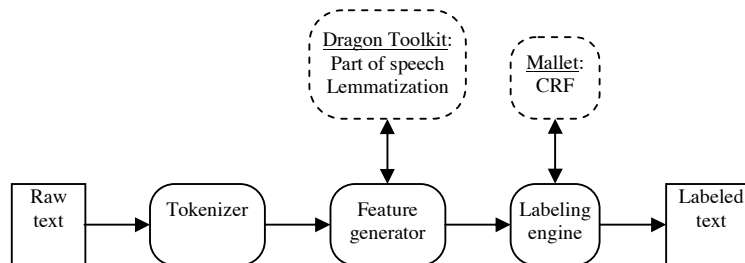 Dragon Toolkit:
Part of speech
Lemmatization
Mallet:
CRF
Raw
text
Tokenizer
Feature
generator
Labeling
engine
Labeled
text